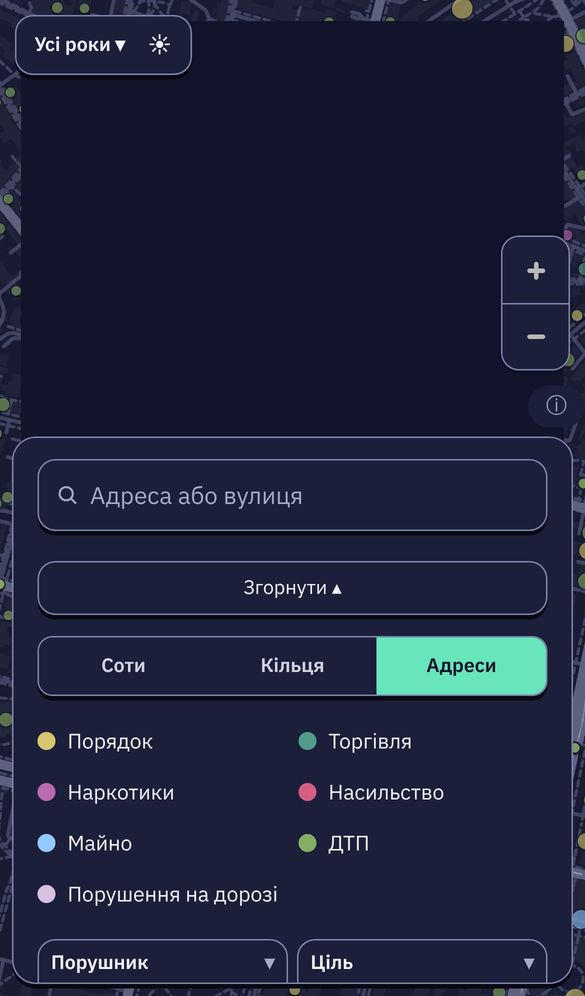 Усі роки ▾
+
−
ⓘ
Адреса або вулиця
Згорнути ▴
Соти Кільця Адреси
Порядок Торгівля
Наркотики Насильство
Майно ДТП
Порушення на дорозі
Порушник ▾ Ціль ▾